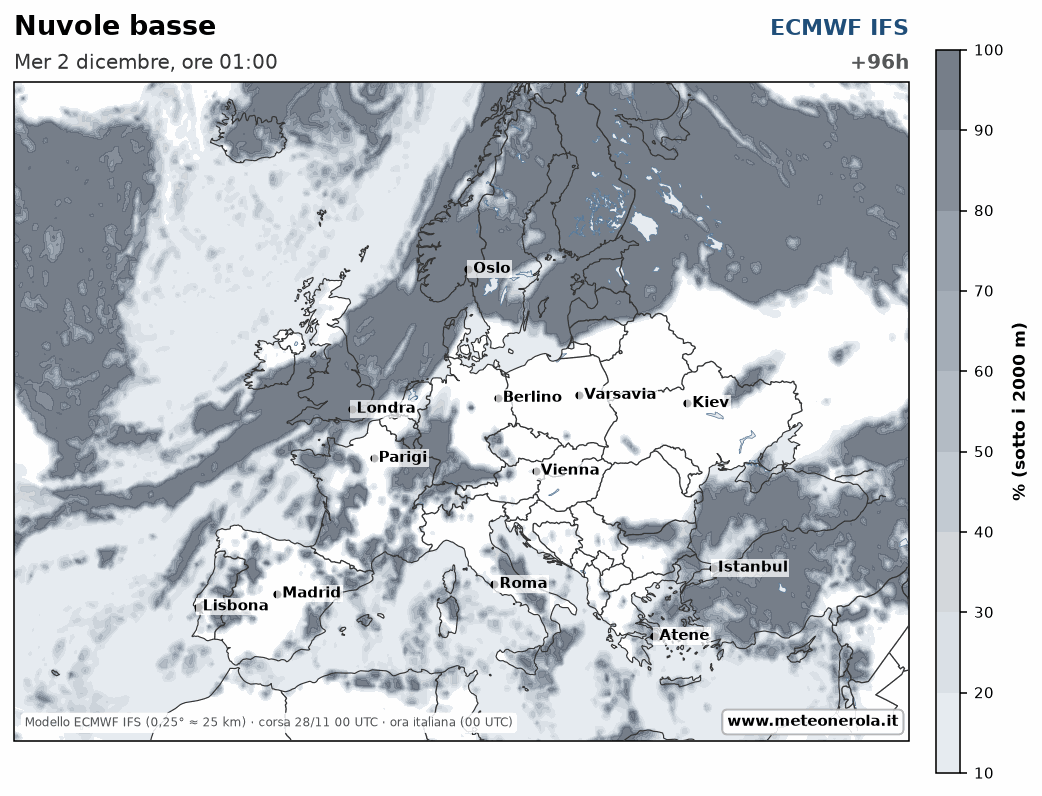 Nuvole basse
ECMWF IFS
Mer 2 dicembre, ore 01:00
+96h
100
90
80
70
60
50
40
30
20
10
% (sotto i 2000 m)
Oslo
Londra
Berlino
Varsavia
Kiev
Parigi
Vienna
Istanbul
Roma
Madrid
Lisbona
Atene
Modello ECMWF IFS (0,25° ≈ 25 km) · corsa 28/11 00 UTC · ora italiana (00 UTC)
www.meteonerola.it